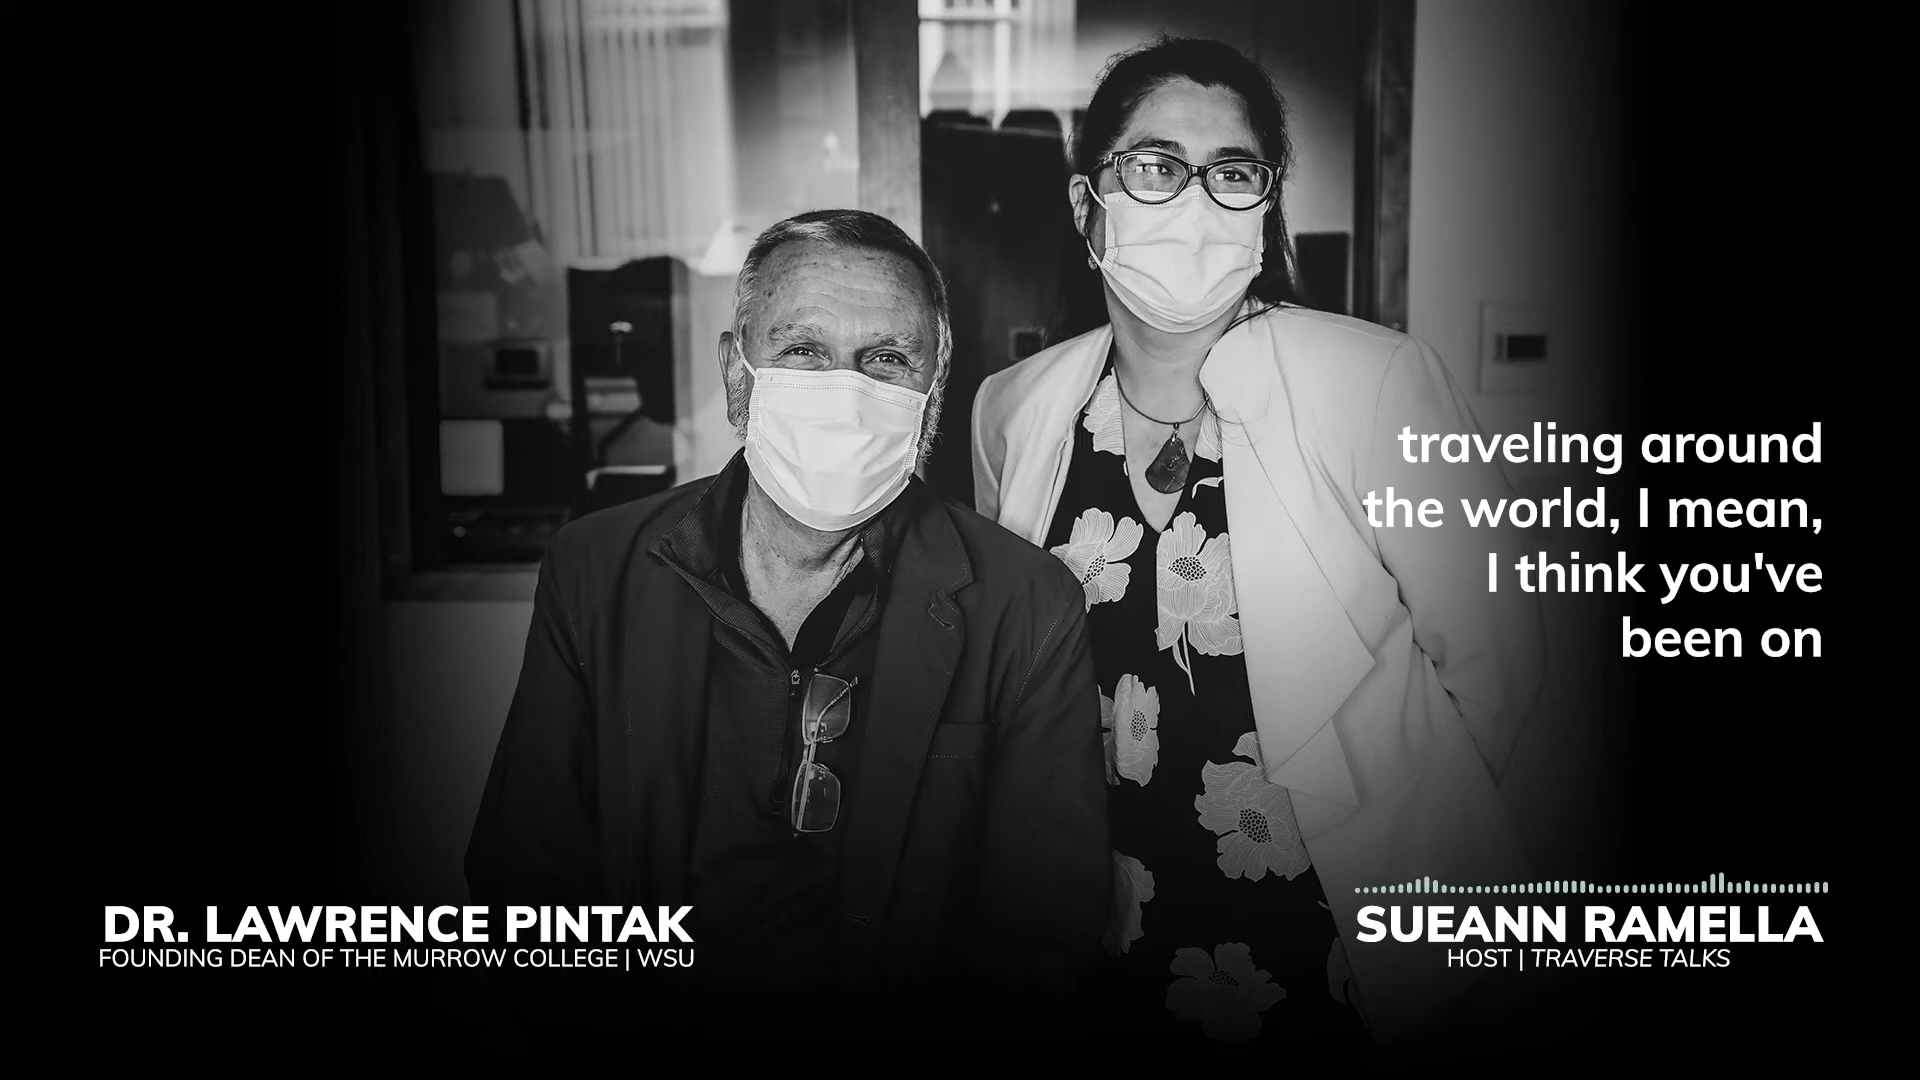 traveling around
the world, I mean,
I think you've
been on
DR. LAWRENCE PINTAK
FOUNDING DEAN OF THE MURROW COLLEGE | WSU
SUEANN RAMELLA
HOST | TRAVERSE TALKS